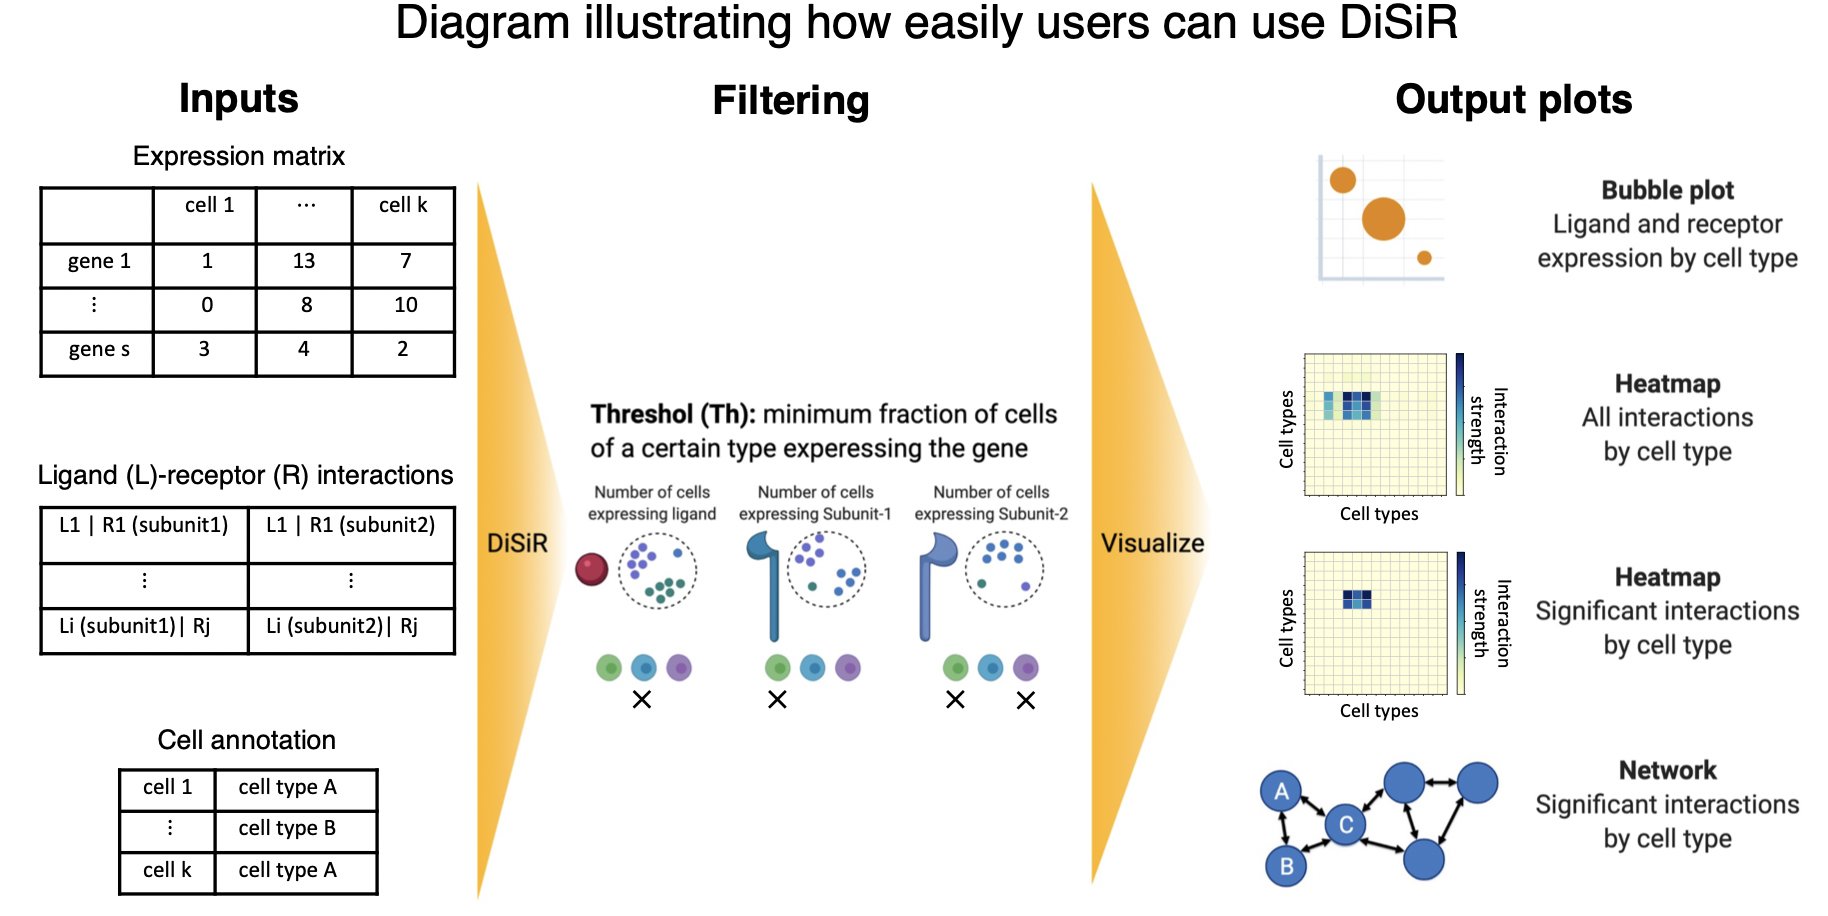 Diagram illustrating how easily users can use DiSiR
Inputs
Expression matrix
cell 1 ... cell k
gene 1 1 13 7
⋮ 0 8 10
gene s 3 4 2
Ligand (L)-receptor (R) interactions
L1 | R1 (subunit1) L1 | R1 (subunit2)
⋮ ⋮
Li (subunit1)| Rj Li (subunit2)| Rj
Cell annotation
cell 1 cell type A
⋮ cell type B
cell k cell type A
DiSiR
Filtering
Threshol (Th): minimum fraction of cells
of a certain type experessing the gene
Number of cells
expressing ligand
Number of cells
expressing Subunit-1
Number of cells
expressing Subunit-2
Visualize
Output plots
Bubble plot
Ligand and receptor
expression by cell type
Cell types
Cell types
Interaction
strength
Heatmap
All interactions
by cell type
Cell types
Cell types
Interaction
strength
Heatmap
Significant interactions
by cell type
A
C
B
Network
Significant interactions
by cell type